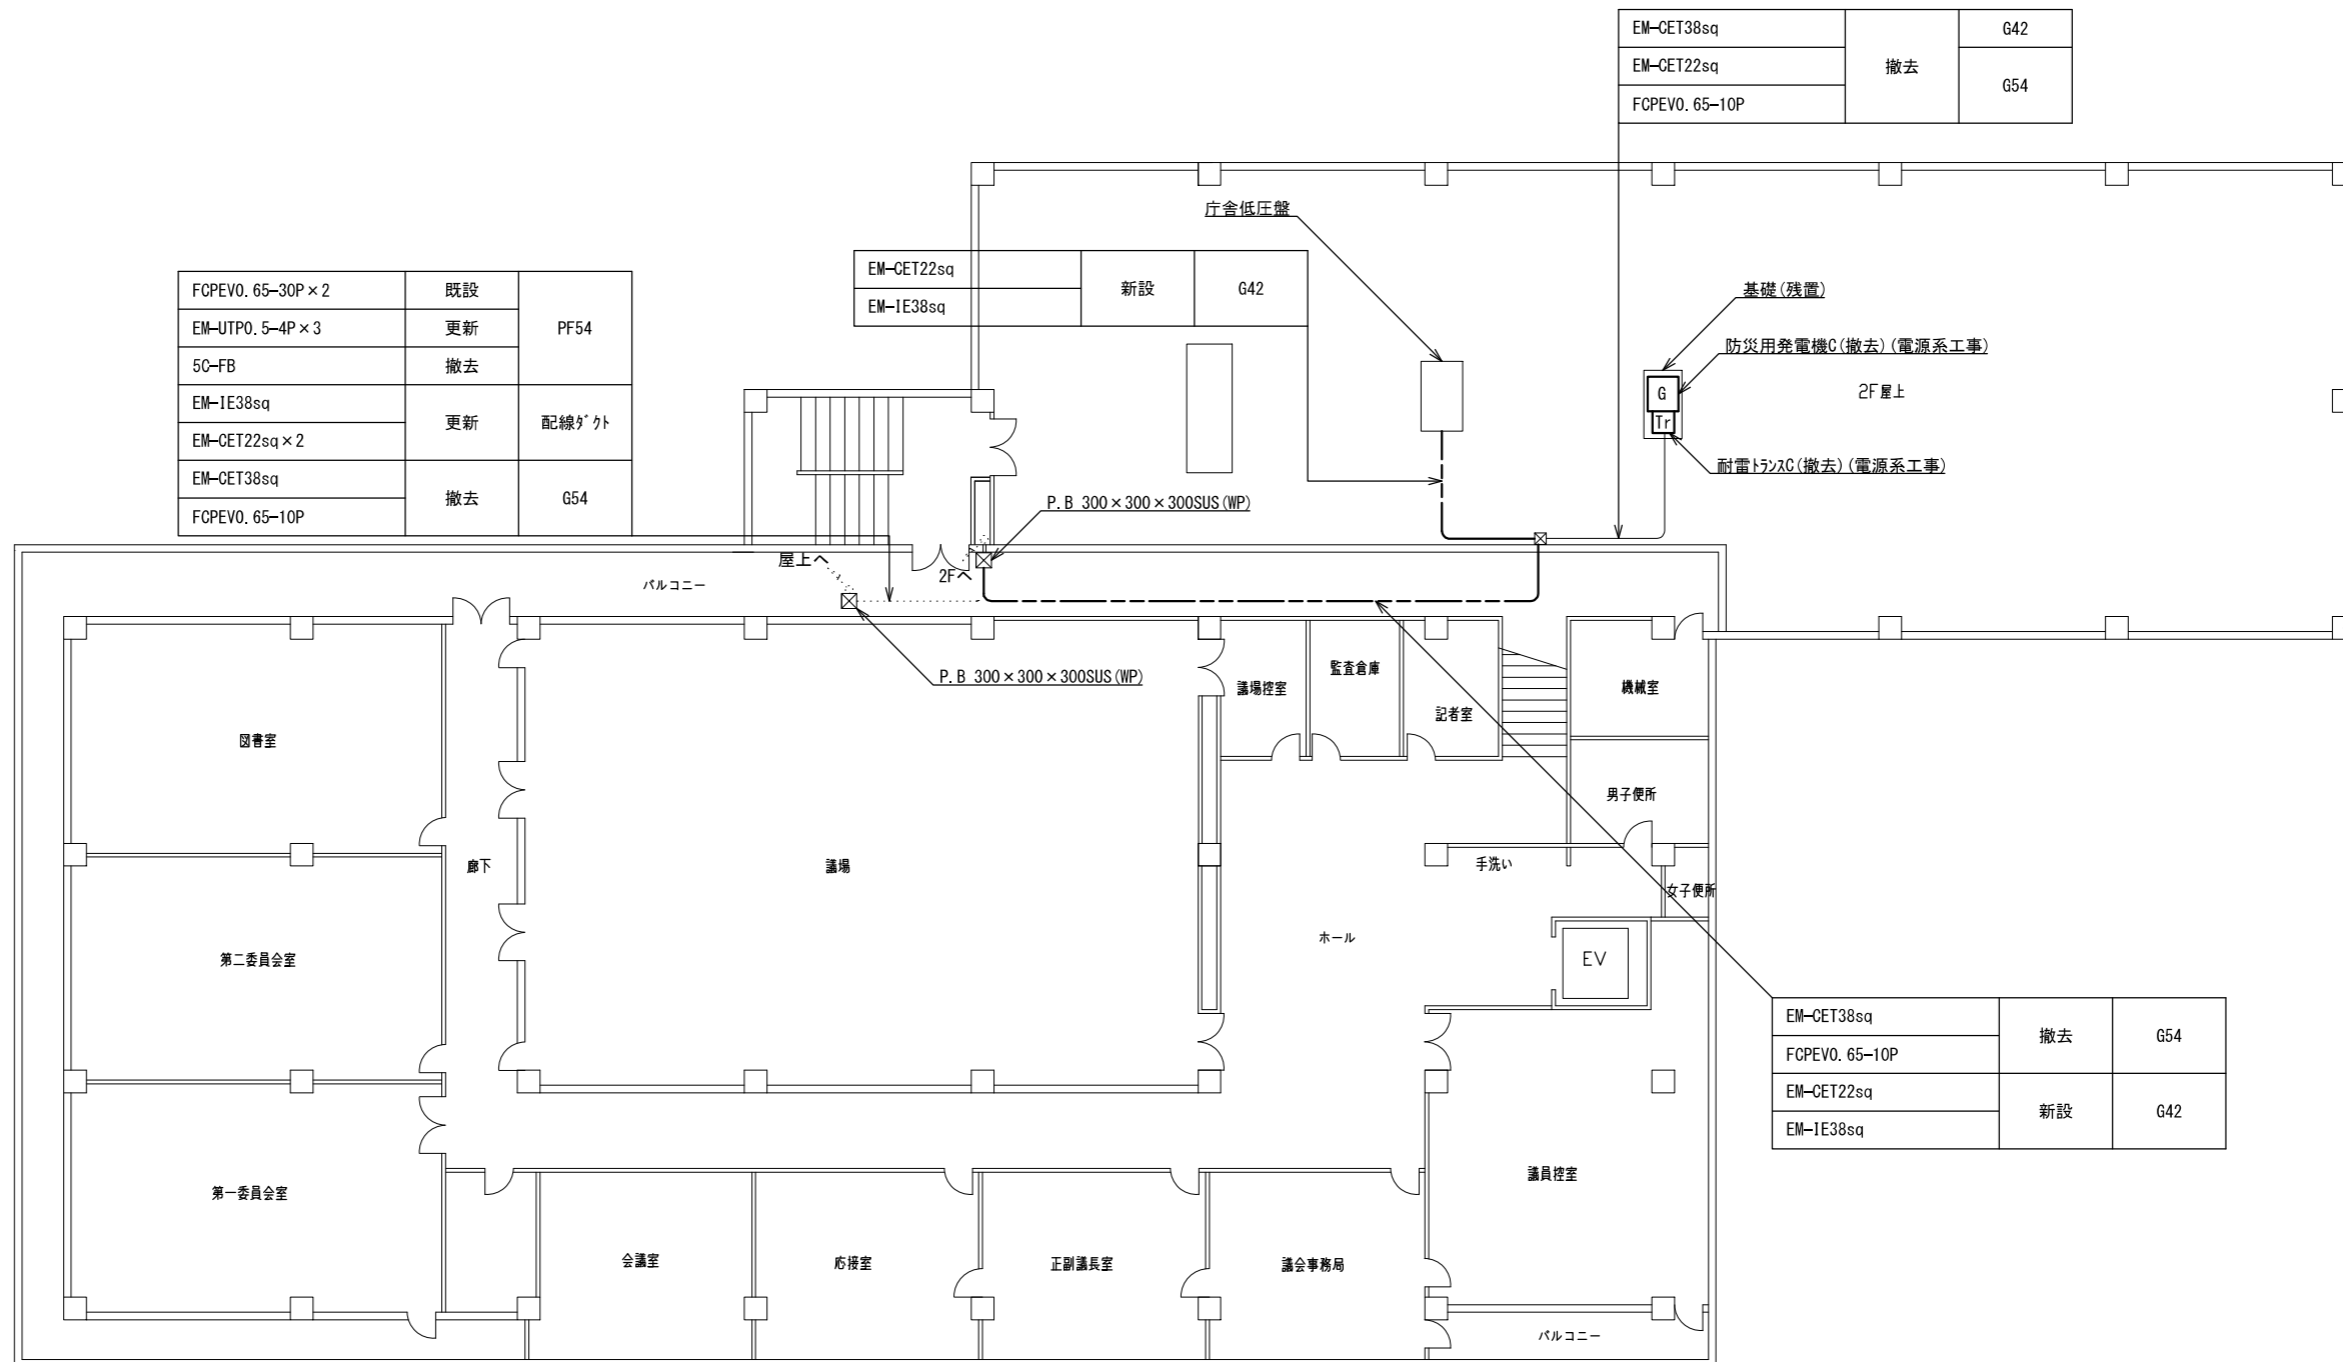 EM-CET38sq
撤去
G42
EM-CET22sq
G54
FCPEV0.65-10P
庁舎低圧盤
EM-CET22sq
新設
G42
EM-IE38sq
FCPEV0.65-30P×2
既設
PF54
EM-UTP0.5-4P×3
更新
5C-FB
撤去
EM-IE38sq
更新
配線ダクト
EM-CET22sq×2
EM-CET38sq
撤去
G54
FCPEV0.65-10P
基礎(残置)
防災用発電機C(撤去)(電源系工事)
G
2F屋上
Tr
耐雷トランスC(撤去)(電源系工事)
P.B 300×300×300SUS(WP)
屋上へ
2Fへ
バルコニー
P.B 300×300×300SUS(WP)
議場控室
監査倉庫
記者室
機械室
図書室
男子便所
廊下
議場
手洗い
女子便所
ホール
第二委員会室
EV
EM-CET38sq
撤去
G54
FCPEV0.65-10P
EM-CET22sq
新設
G42
EM-IE38sq
第一委員会室
議員控室
会議室
応接室
正副議長室
議会事務局
バルコニー